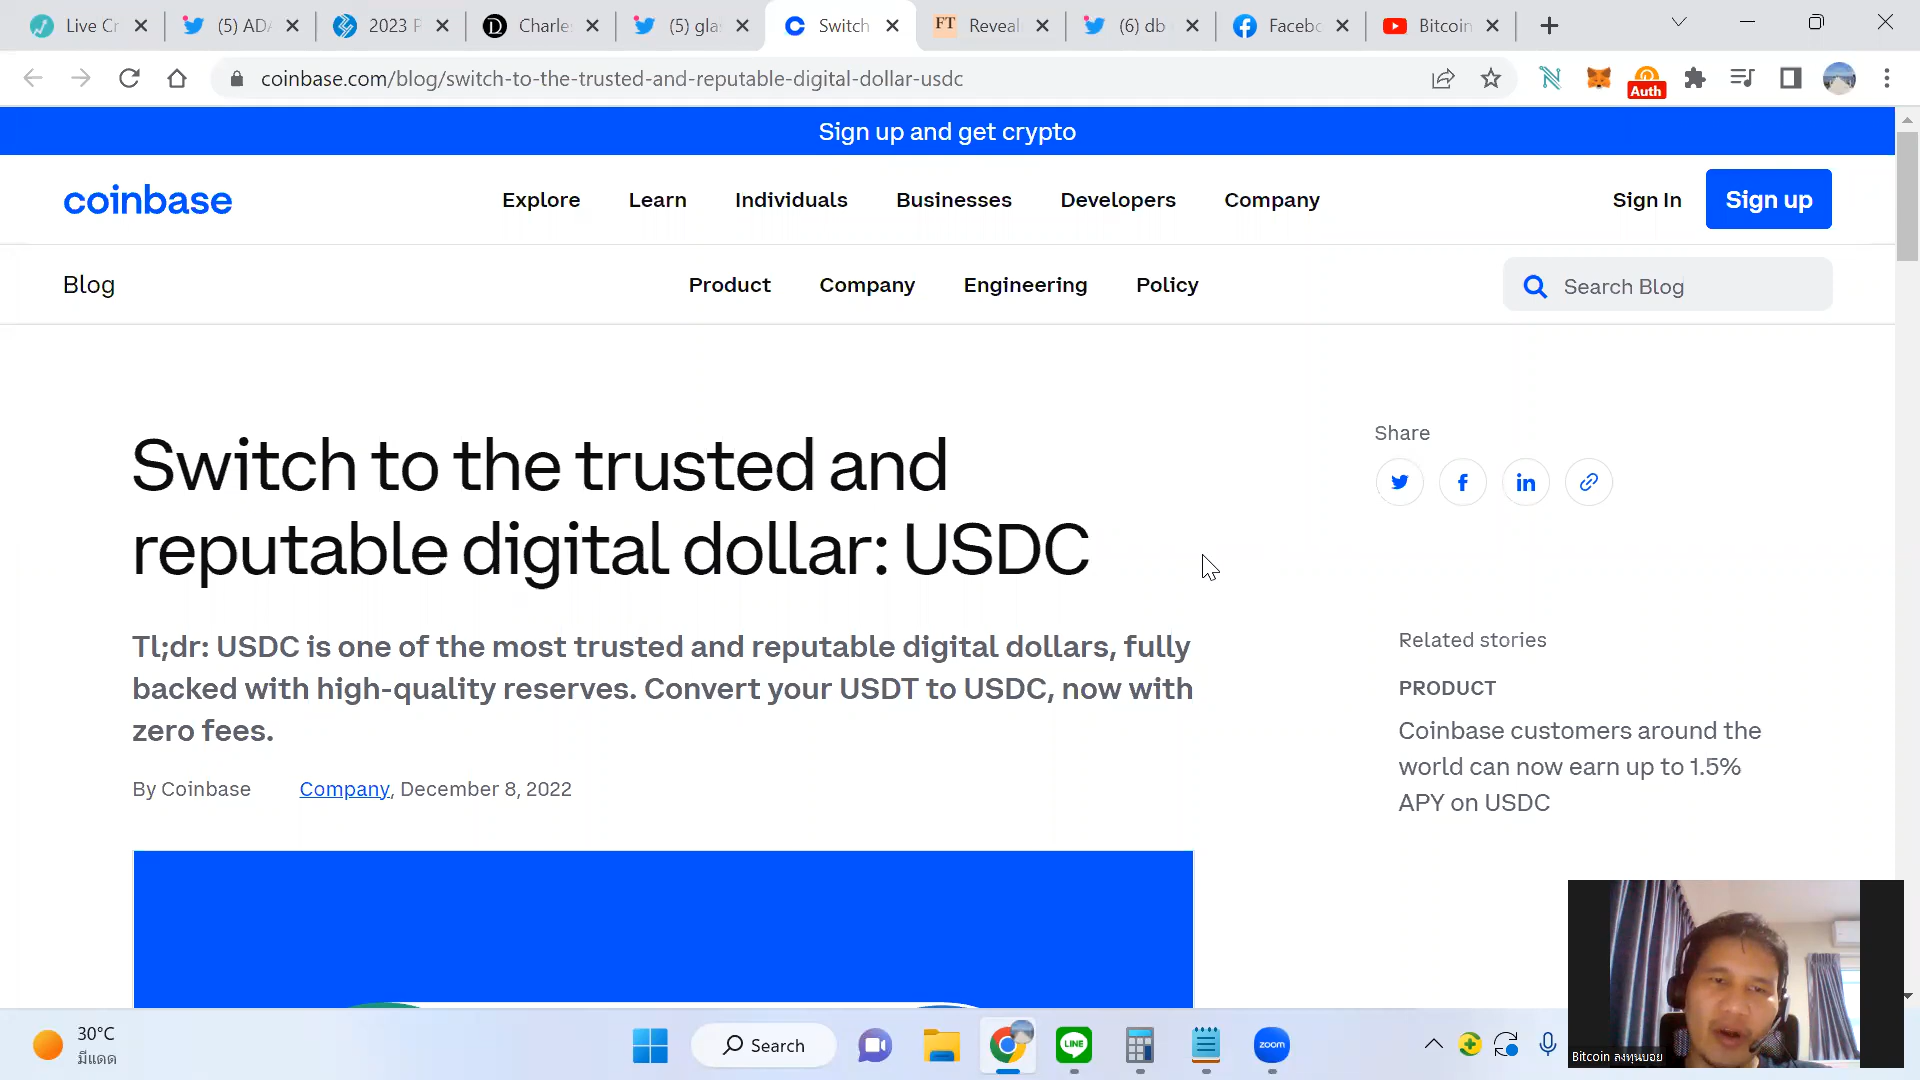 Live Cr
(5) ADA
2023 P
Charle
(5) gla
Switch
FT
Reveal
(6) db
Facebo
Bitcoin
coinbase.com/blog/switch-to-the-trusted-and-reputable-digital-dollar-usdc
Auth
Sign up and get crypto
coinbase
Explore
Learn
Individuals
Businesses
Developers
Company
Sign In
Sign up
Blog
Product
Company
Engineering
Policy
Search Blog
Switch to the trusted and
reputable digital dollar: USDC
Share
Tl;dr: USDC is one of the most trusted and reputable digital dollars, fully
backed with high-quality reserves. Convert your USDT to USDC, now with
zero fees.
By Coinbase
Company, December 8, 2022
Related stories
PRODUCT
Coinbase customers around the
world can now earn up to 1.5%
APY on USDC
30°C
มีแดด
Search
LINE
zoom
Bitcoin ลงทุนบอย